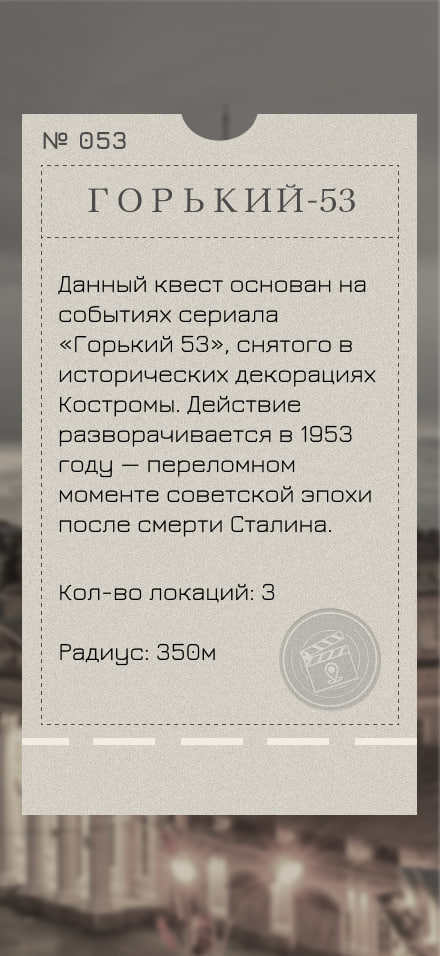 № 053
ГОРЬКИЙ-53
Данный квест основан на
событиях сериала
«Горький 53», снятого в
исторических декорациях
Костромы. Действие
разворачивается в 1953
году — переломном
моменте советской эпохи
после смерти Сталина.
Кол-во локаций: 3
Радиус: 350м